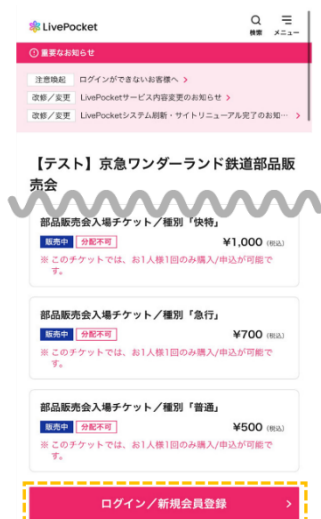 LivePocket
検索 メニュー
重要なお知らせ
注意喚起 ログインができないお客様へ >
改修/変更 LivePocketサービス内容変更のお知らせ >
改修/変更 LivePocketシステム刷新・サイトリニューアル完了のお知… >
【テスト】京急ワンダーランド鉄道部品販
売会
部品販売会入場チケット/種別「快特」
販売中 分配不可 ¥1,000 (税込)
※ このチケットでは、お1人様1回のみ購入/申込が可能で
す。
部品販売会入場チケット/種別「急行」
販売中 分配不可 ¥700 (税込)
※ このチケットでは、お1人様1回のみ購入/申込が可能で
す。
部品販売会入場チケット/種別「普通」
販売中 分配不可 ¥500 (税込)
※ このチケットでは、お1人様1回のみ購入/申込が可能で
す。
ログイン/新規会員登録 >